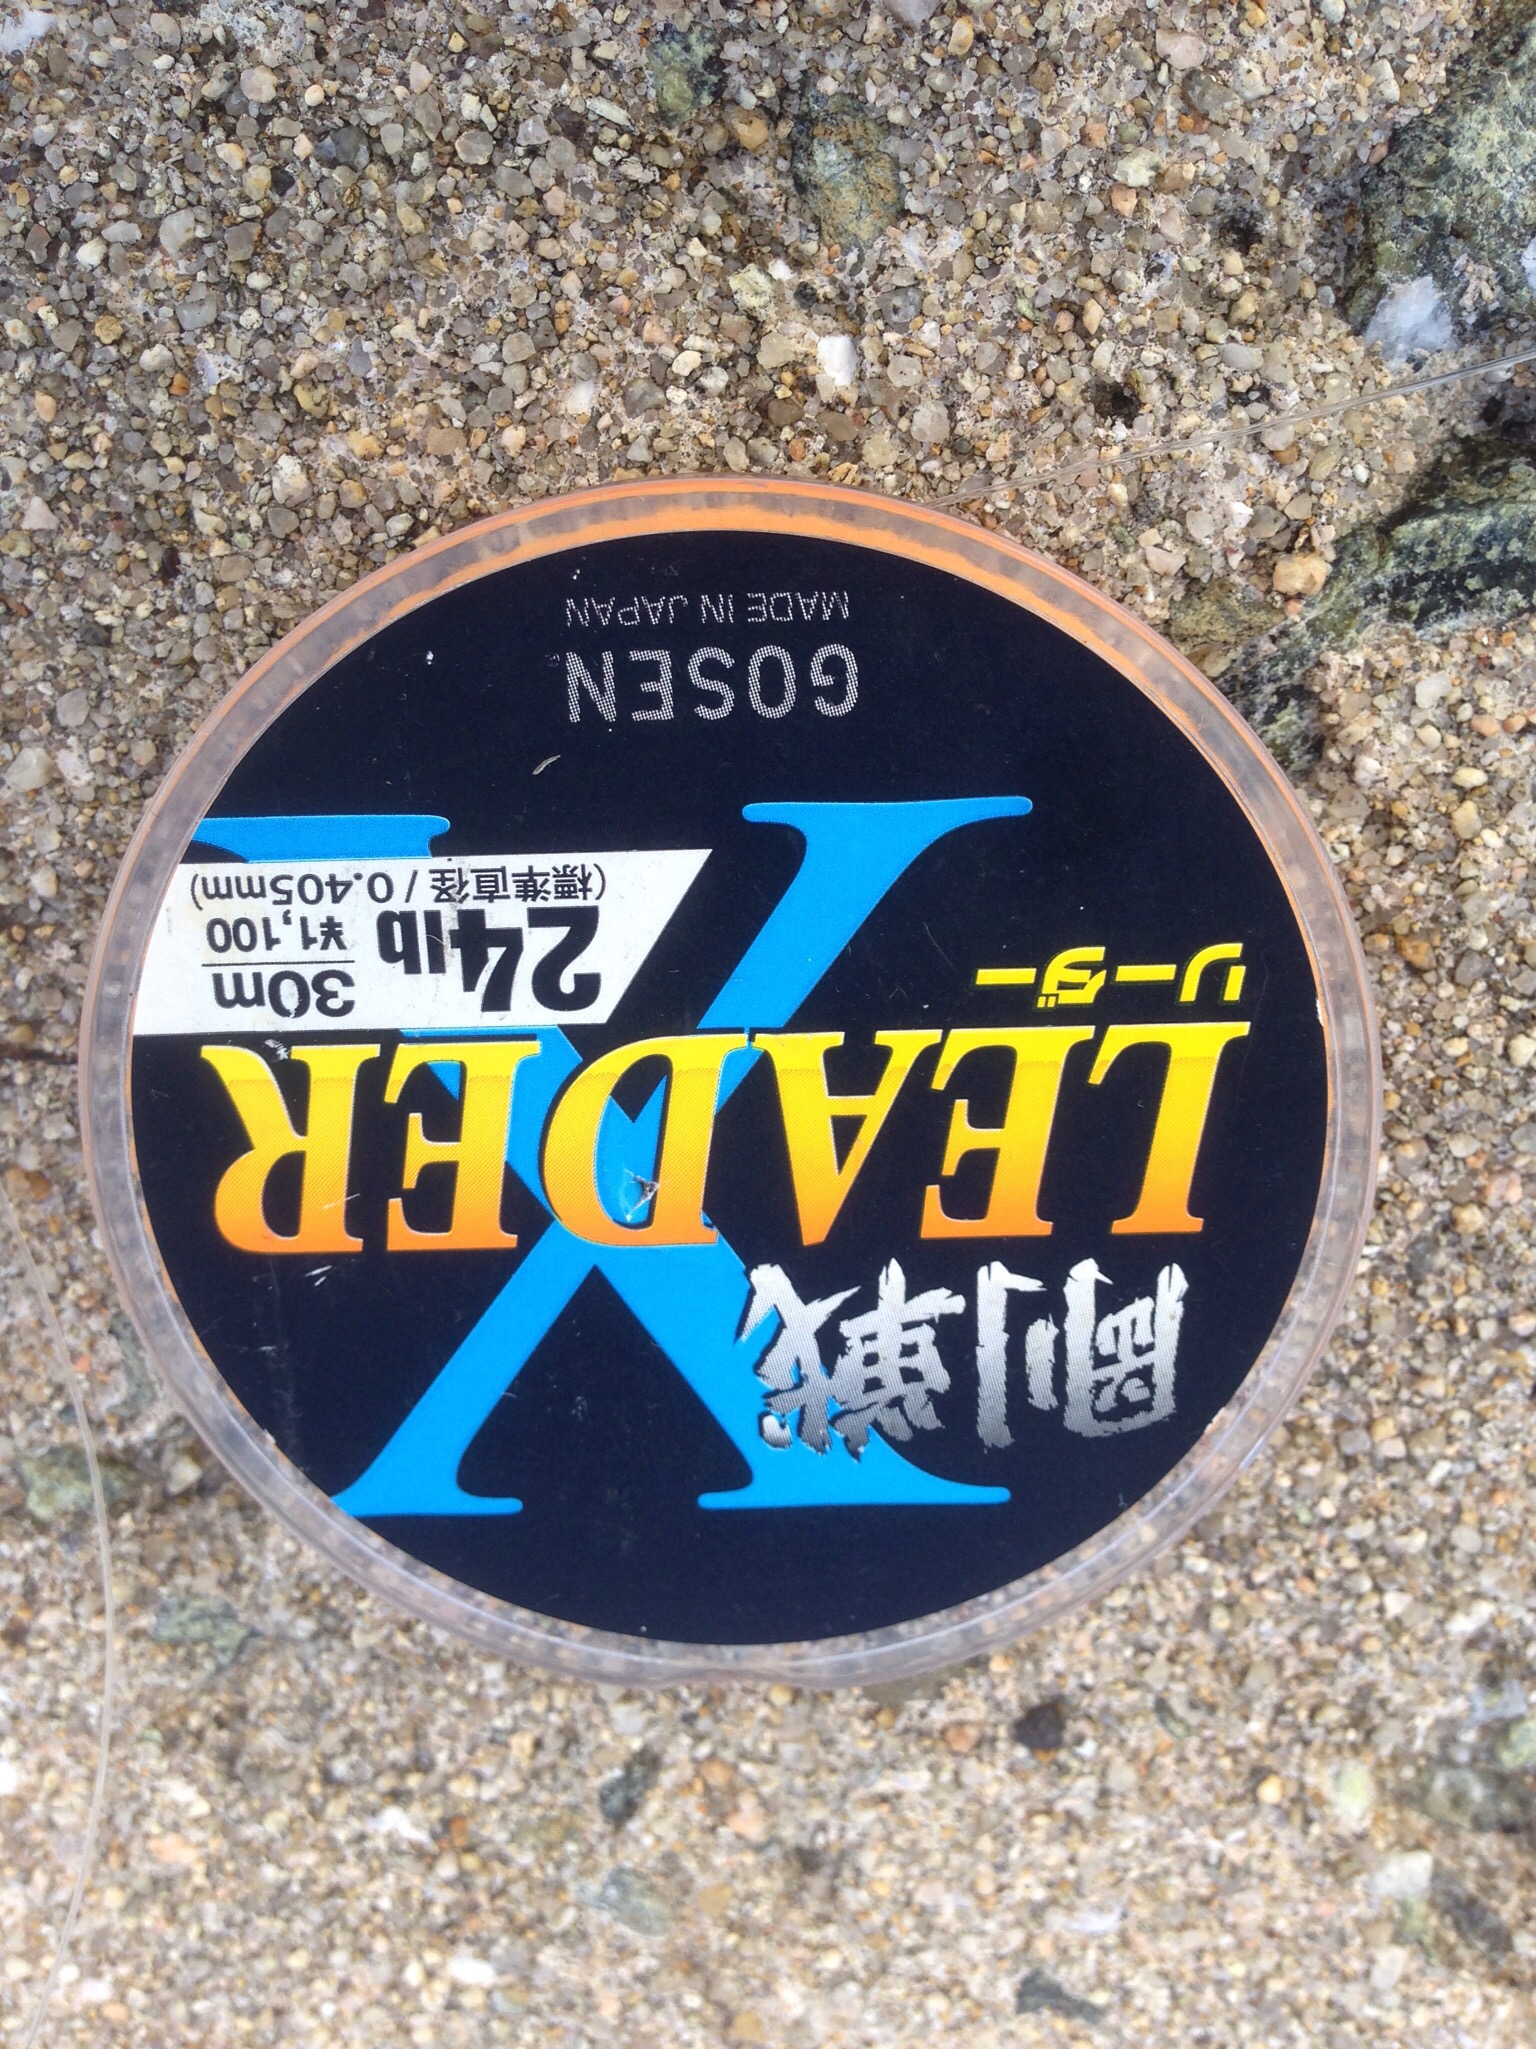 剛戦
X
LEADER
リーダー
24lb
30m
¥1,100
(標準直径 / 0.405mm)
GOSEN
MADE IN JAPAN